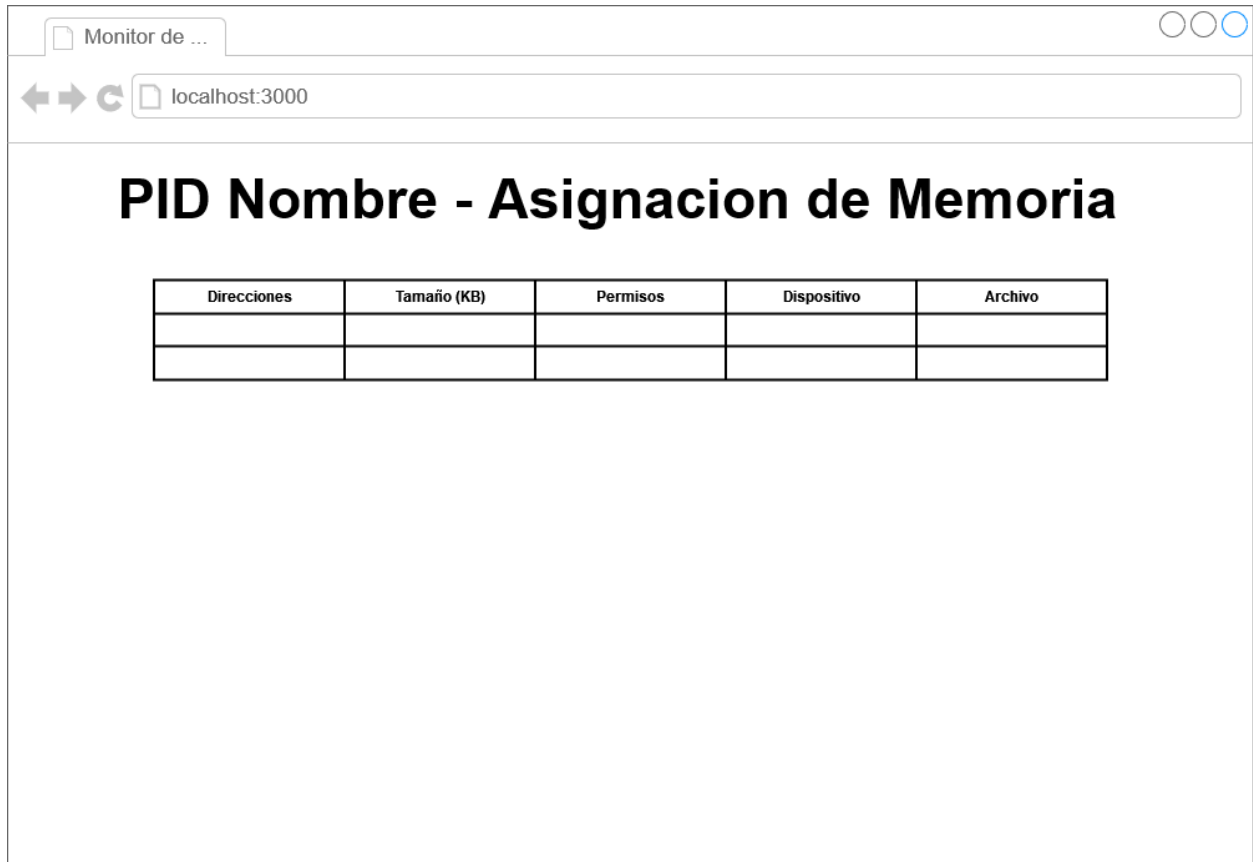 Monitor de ...
localhost:3000
PID Nombre - Asignacion de Memoria
Direcciones Tamaño (KB) Permisos Dispositivo Archivo